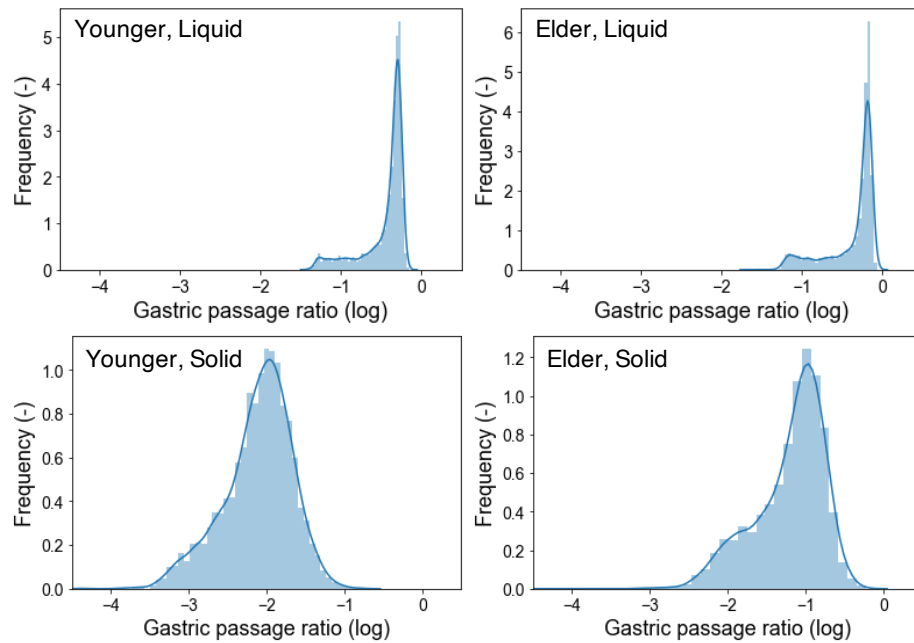 Younger, Liquid
Frequency (-)
5
4
3
2
1
0
−4 −3 −2 −1 0
Gastric passage ratio (log)
Elder, Liquid
Frequency (-)
6
5
4
3
2
1
0
−4 −3 −2 −1 0
Gastric passage ratio (log)
Younger, Solid
Frequency (-)
1.0
0.8
0.6
0.4
0.2
0.0
−4 −3 −2 −1 0
Gastric passage ratio (log)
Elder, Solid
Frequency (-)
1.2
1.0
0.8
0.6
0.4
0.2
0.0
−4 −3 −2 −1 0
Gastric passage ratio (log)